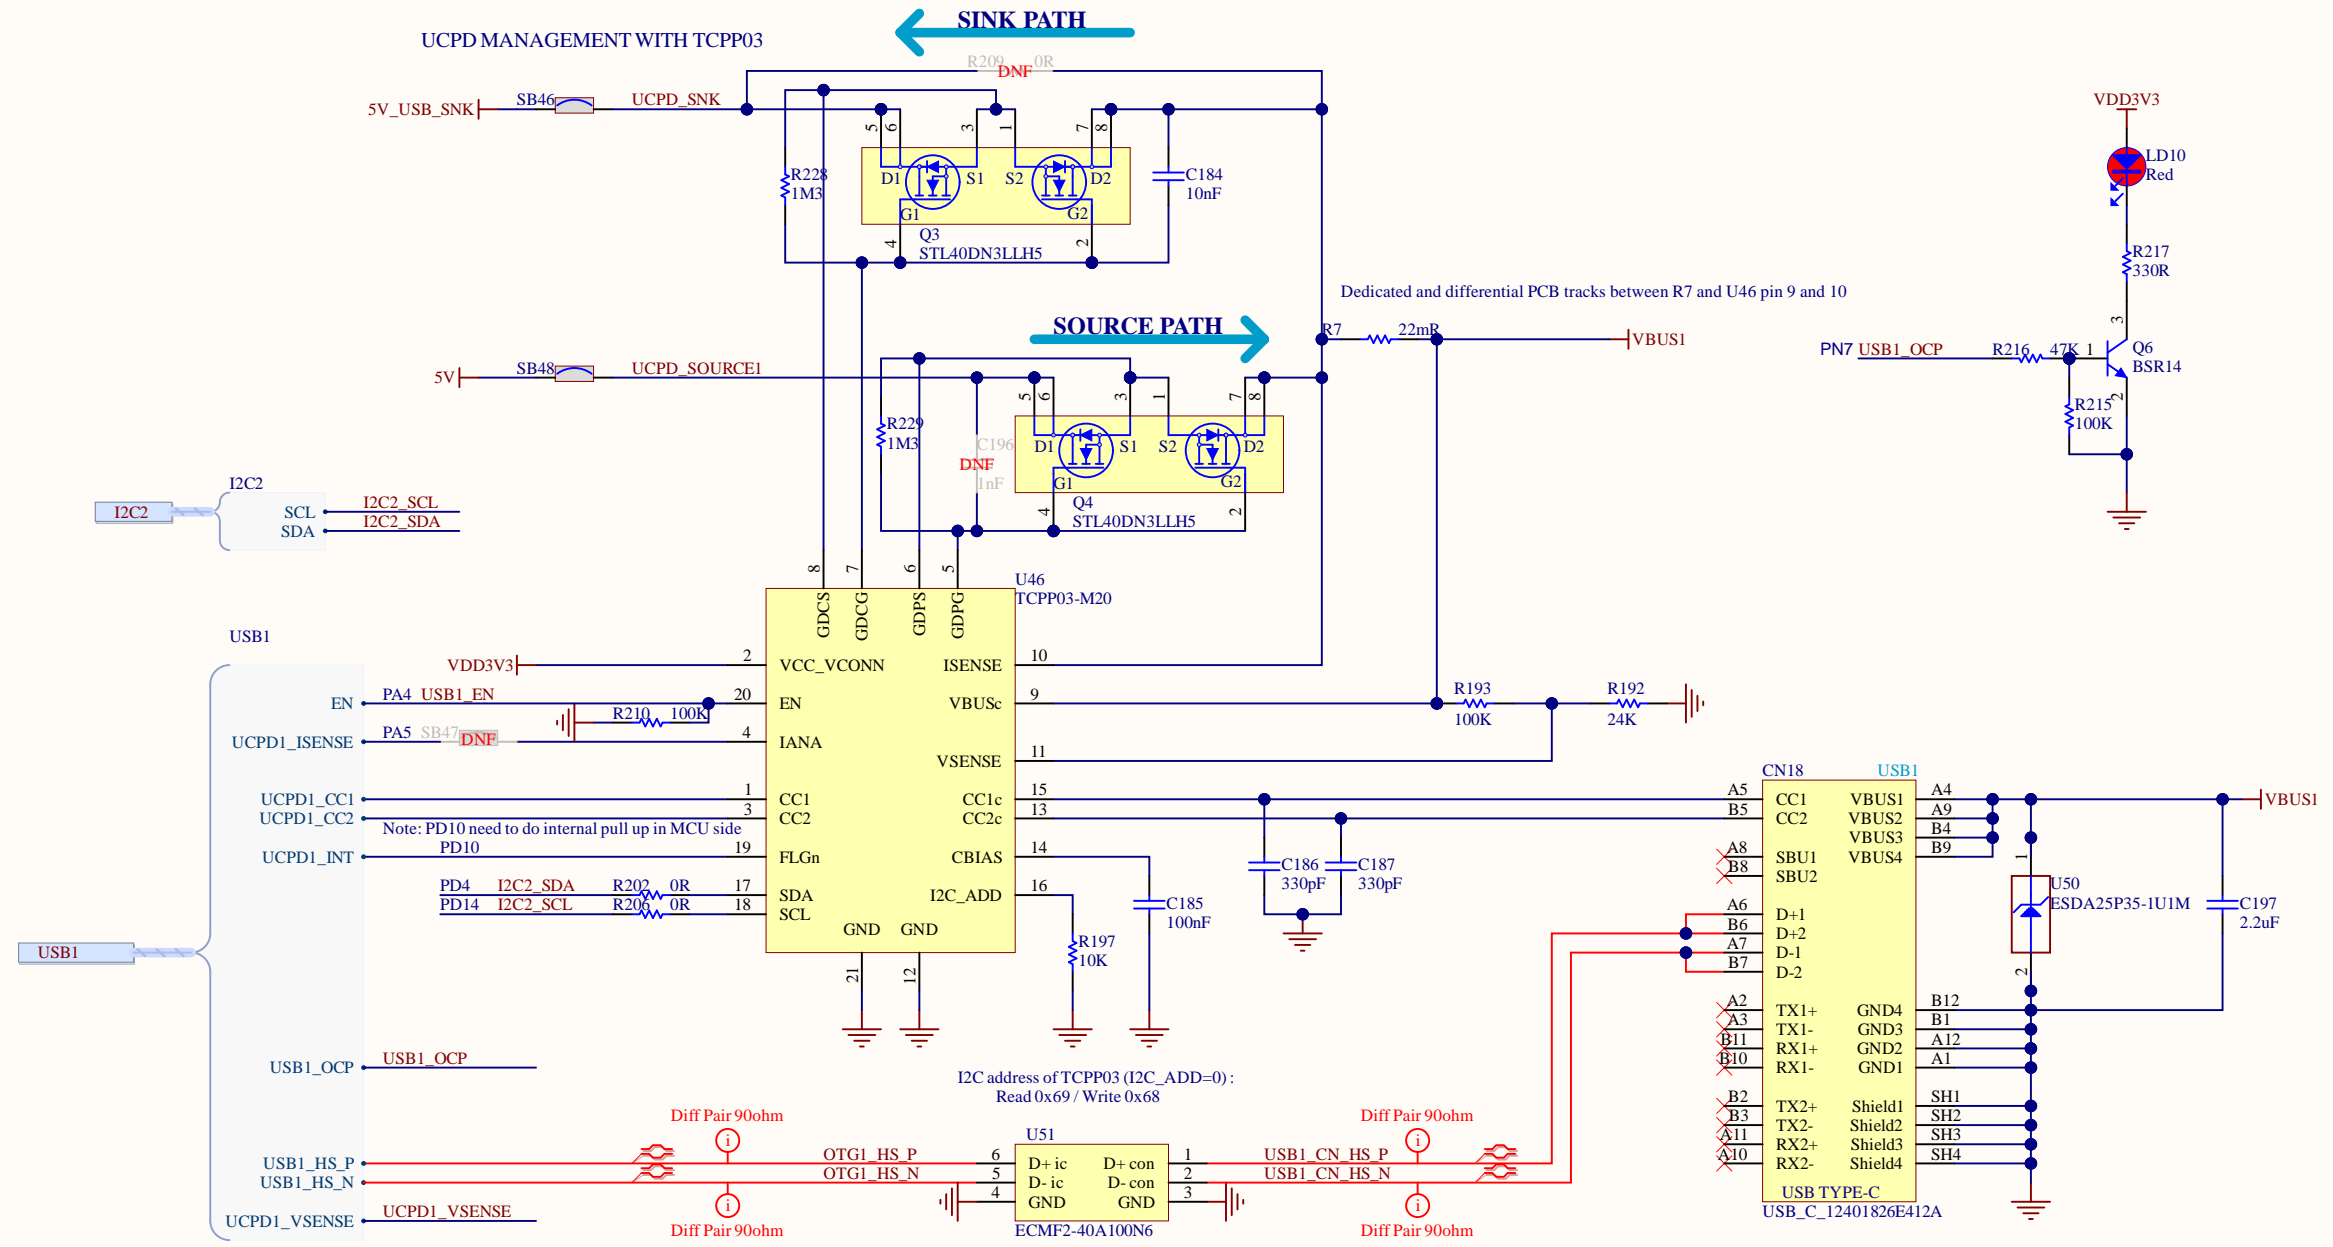 SINK PATH
UCPD MANAGEMENT WITH TCPP03
R209 0R
DNF
5V_USB_SNK
SB46
UCPD_SNK
5 6 3 1 7 8
R228
1M3
D1 S1 S2 D2
G1 G2
4 2
Q3
STL40DN3LLH5
C184
10nF
VDD3V3
LD10
Red
R217
330R
3
PN7 USB1_OCP R216 47K 1
Q6
BSR14
2
R215
100K
Dedicated and differential PCB tracks between R7 and U46 pin 9 and 10
SOURCE PATH
R7 22mR
VBUS1
5V
SB48
UCPD_SOURCE1
5 6 3 1 7 8
R229
1M3
C196
DNF
1nF
D1 S1 S2 D2
G1 G2
4 2
Q4
STL40DN3LLH5
I2C2
I2C2
SCL I2C2_SCL
SDA I2C2_SDA
8 7 6 5
U46
TCPP03-M20
GDCS GDCG GDPS GDPG
USB1
VDD3V3 2 VCC_VCONN ISENSE 10
EN PA4 USB1_EN 20 EN VBUSc 9
R210 100K
R193
100K
R192
24K
UCPD1_ISENSE PA5 SB47 DNF 4 IANA
VSENSE 11
UCPD1_CC1 1 CC1 CC1c 15
UCPD1_CC2 3 CC2 CC2c 13
Note: PD10 need to do internal pull up in MCU side
UCPD1_INT PD10 19 FLGn CBIAS 14
PD4 I2C2_SDA R202 0R 17 SDA I2C_ADD 16
PD14 I2C2_SCL R206 0R 18 SCL
GND GND
21 12
C186
330pF
C187
330pF
C185
100nF
R197
10K
USB1
CN18 USB1
A5 CC1 VBUS1 A4
B5 CC2 VBUS2 A9
VBUS3 B4
A8 SBU1 VBUS4 B9
B8 SBU2
A6 D+1
B6 D+2
A7 D-1
B7 D-2
A2 TX1+ GND4 B12
A3 TX1- GND3 B1
B11 RX1+ GND2 A12
B10 RX1- GND1 A1
B2 TX2+ Shield1 SH1
B3 TX2- Shield2 SH2
A11 RX2+ Shield3 SH3
A10 RX2- Shield4 SH4
USB TYPE-C
USB_C_12401826E412A
VBUS1
1
U50
ESDA25P35-1U1M
2
C197
2.2uF
USB1_OCP USB1_OCP
I2C address of TCPP03 (I2C_ADD=0) :
Read 0x69 / Write 0x68
Diff Pair 90ohm
i
Diff Pair 90ohm
i
U51
USB1_HS_P OTG1_HS_P 6 D+ ic D+ con 1 USB1_CN_HS_P
USB1_HS_N OTG1_HS_N 5 D- ic D- con 2 USB1_CN_HS_N
4 GND GND 3
i
Diff Pair 90ohm
i
Diff Pair 90ohm
ECMF2-40A100N6
UCPD1_VSENSE UCPD1_VSENSE